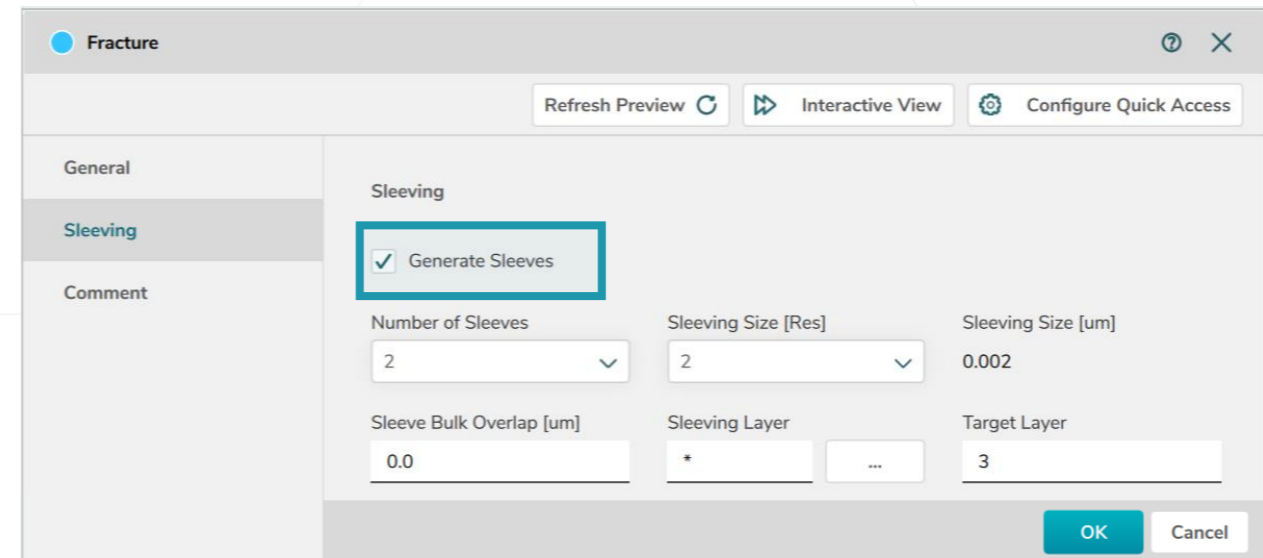 Fracture
Refresh Preview Interactive View Configure Quick Access
General
Sleeving
Comment
Sleeving
Generate Sleeves
Number of Sleeves Sleeving Size [Res] Sleeving Size [um]
2 2 0.002
Sleeve Bulk Overlap [um] Sleeving Layer Target Layer
0.0 * ... 3
OK Cancel